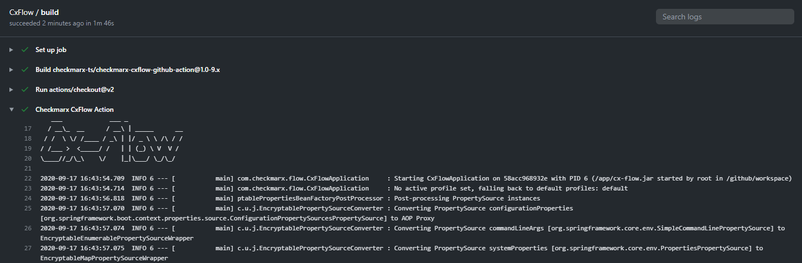 CxFlow / build
succeeded 2 minutes ago in 1m 46s
Search logs
Set up job
Build checkmarx-ts/checkmarx-cxflow-github-action@1.0-9.x
Run actions/checkout@v2
Checkmarx CxFlow Action
17
18
19
20
21
22 2020-09-17 16:43:54.709 INFO 6 --- [ main] com.checkmarx.flow.CxFlowApplication : Starting CxFlowApplication on 58acc968932e with PID 6 (/app/cx-flow.jar started by root in /github/workspace)
23 2020-09-17 16:43:54.714 INFO 6 --- [ main] com.checkmarx.flow.CxFlowApplication : No active profile set, falling back to default profiles: default
24 2020-09-17 16:43:56.818 INFO 6 --- [ main] ptablePropertiesBeanFactoryPostProcessor : Post-processing PropertySource instances
25 2020-09-17 16:43:57.070 INFO 6 --- [ main] c.u.j.EncryptablePropertySourceConverter : Converting PropertySource configurationProperties
[org.springframework.boot.context.properties.source.ConfigurationPropertySourcesPropertySource] to AOP Proxy
26 2020-09-17 16:43:57.074 INFO 6 --- [ main] c.u.j.EncryptablePropertySourceConverter : Converting PropertySource commandLineArgs [org.springframework.core.env.SimpleCommandLinePropertySource] to
EncryptableEnumerablePropertySourceWrapper
27 2020-09-17 16:43:57.075 INFO 6 --- [ main] c.u.j.EncryptablePropertySourceConverter : Converting PropertySource systemProperties [org.springframework.core.env.PropertiesPropertySource] to
EncryptableMapPropertySourceWrapper